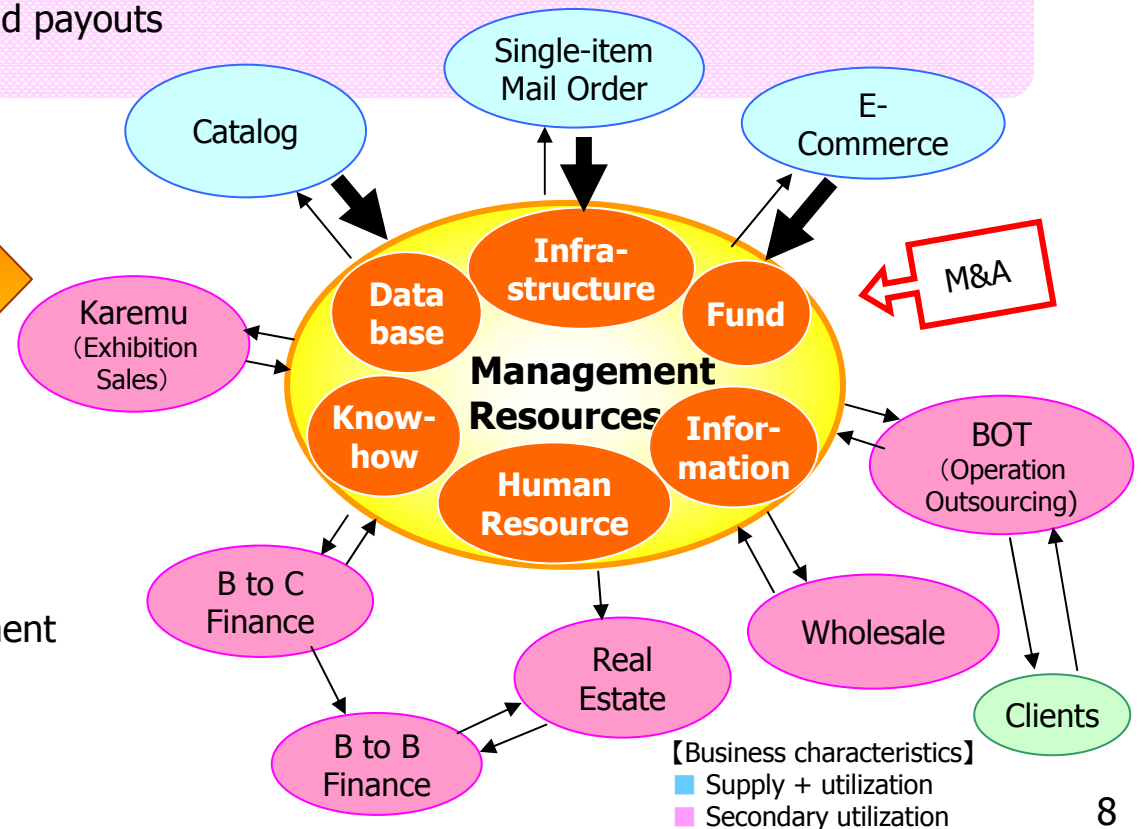 d payouts
Single-item
Mail Order
Catalog
E-
Commerce
Infra-
structure
Data
base
Fund
M&A
Karemu
（Exhibition
Sales）
Management
Resources
Know-
how
Infor-
mation
Human
Resource
BOT
（Operation
Outsourcing)
B to C
Finance
ent
Wholesale
Real
Estate
Clients
B to B
Finance
【Business characteristics】
Supply + utilization
Secondary utilization
8